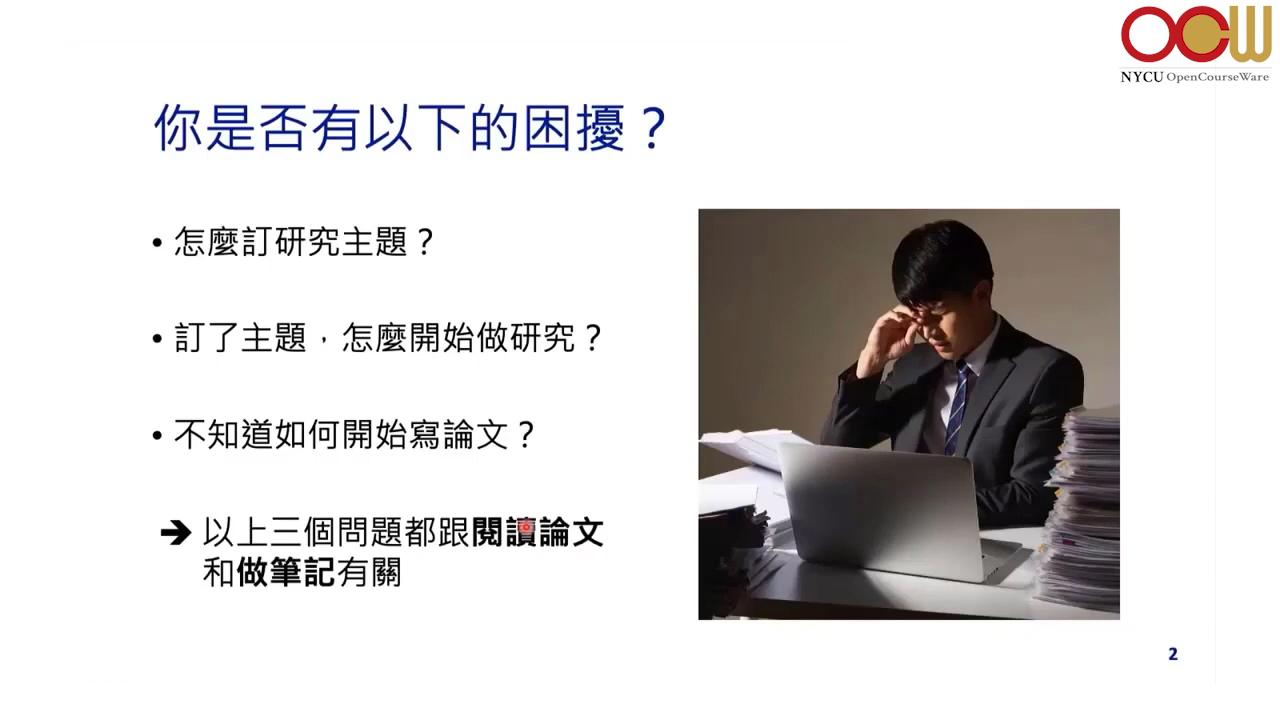 OCW
NYCU OpenCourseWare
你是否有以下的困擾？
• 怎麼訂研究主題？
• 訂了主題，怎麼開始做研究？
• 不知道如何開始寫論文？
➔ 以上三個問題都跟閱讀論文
和做筆記有關
2